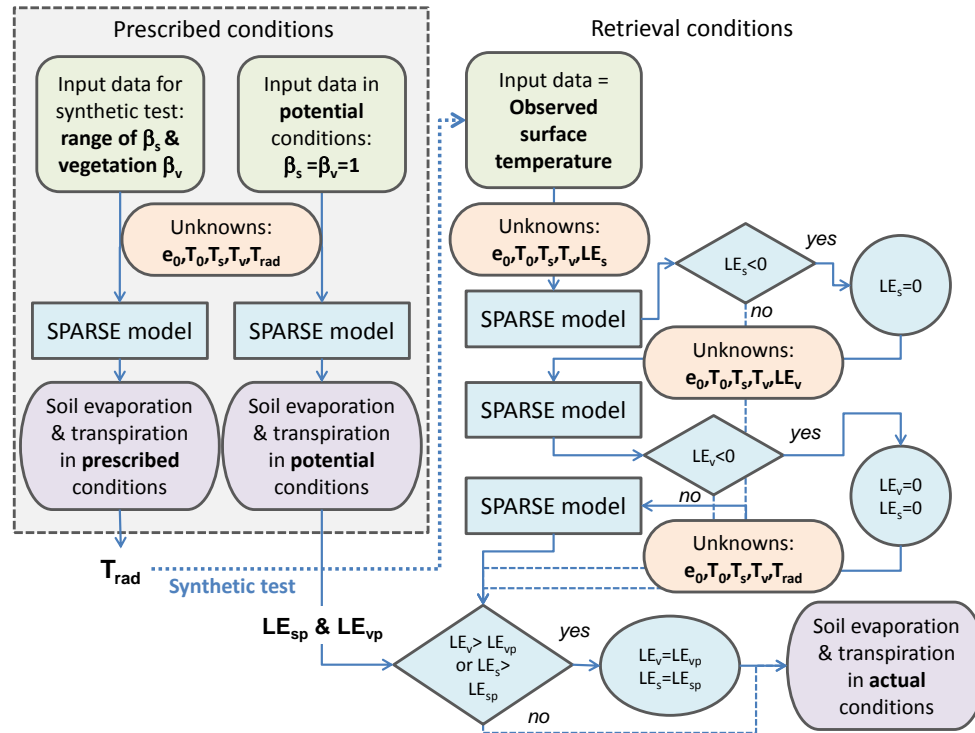 Prescribed conditions
Input data for
synthetic test:
range of βs &
vegetation βv
Input data in
potential
conditions:
βs =βv=1
Unknowns:
e0,T0,Ts,Tv,Trad
SPARSE model
SPARSE model
Soil evaporation
& transpiration
in prescribed
conditions
Soil evaporation
& transpiration
in potential
conditions
Trad
Synthetic test
LEsp & LEvp
Retrieval conditions
Input data =
Observed
surface
temperature
Unknowns:
e0,T0,Ts,Tv,LEs
SPARSE model
LEs<0
yes
no
LEs=0
Unknowns:
e0,T0,Ts,Tv,LEv
SPARSE model
LEv<0
yes
no
LEv=0
LEs=0
SPARSE model
Unknowns:
e0,T0,Ts,Tv,Trad
LEv> LEvp
or LEs>
LEsp
yes
no
LEv=LEvp
LEs=LEsp
Soil evaporation
& transpiration
in actual
conditions